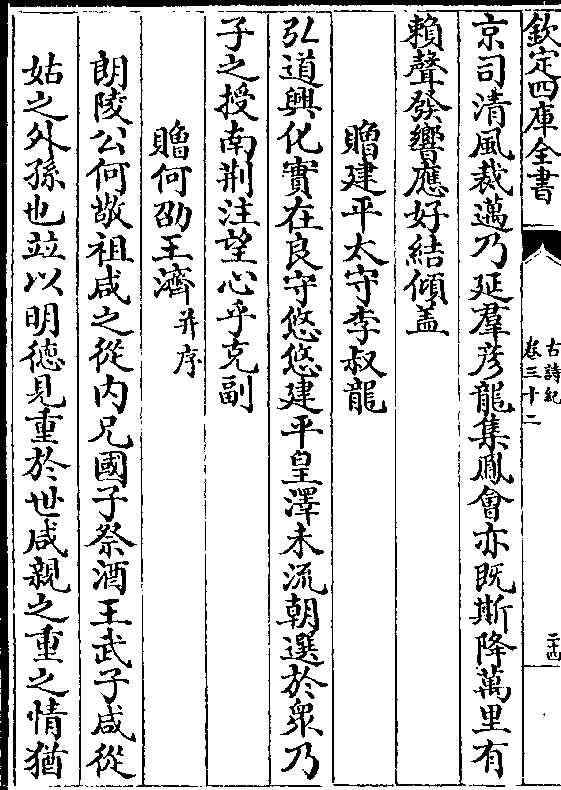 欽定四庫全書
古詩紀
卷三十二
二十四
京司清風裁邁乃延羣彦龍集鳳會亦既斯降萬里有
賴聲發響應好結傾盖
贈建平太守李叔龍
弘道興化實在良守悠悠建平皇澤未流朝選於衆乃
子之授南荆注望心乎克副
贈何劭王濟并序
朗陵公何敬祖咸之從内兄國子祭酒王武子咸從
姑之外孫也竝以明德見重於世咸親之重之情猶